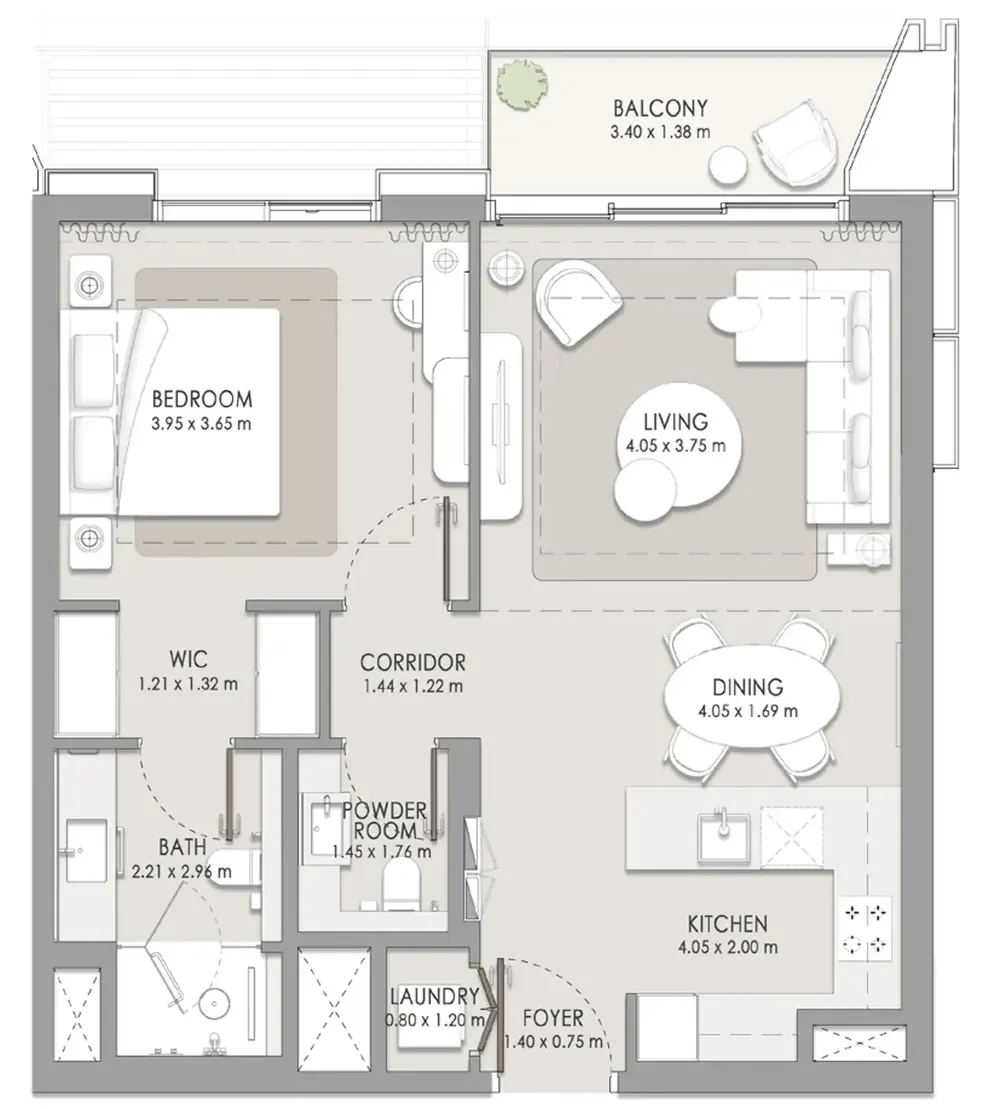 BALCONY
3.40 x 1.38 m
BEDROOM
3.95 x 3.65 m
LIVING
4.05 x 3.75 m
WIC
1.21 x 1.32 m
CORRIDOR
1.44 x 1.22 m
DINING
4.05 x 1.69 m
POWDER
ROOM
1.45 x 1.76 m
BATH
2.21 x 2.96 m
KITCHEN
4.05 x 2.00 m
LAUNDRY
0.80 x 1.20 m
FOYER
1.40 x 0.75 m